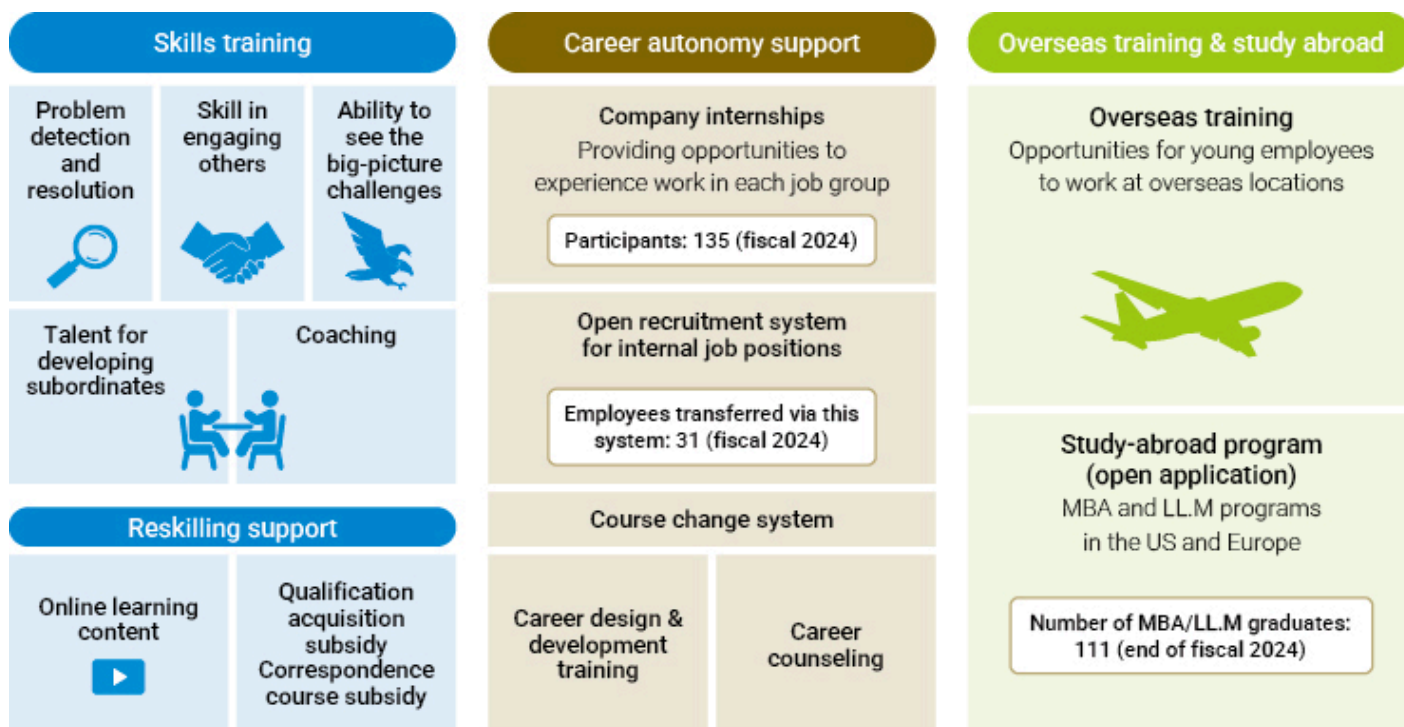 Skills training
Problem
detection
and
resolution
Skill in
engaging
others
Ability to
see the
big-picture
challenges
Talent for
developing
subordinates
Coaching
Reskilling support
Online learning
content
Qualification
acquisition
subsidy
Correspondence
course subsidy
Career autonomy support
Company internships
Providing opportunities to
experience work in each job group
Participants: 135 (fiscal 2024)
Open recruitment system
for internal job positions
Employees transferred via this
system: 31 (fiscal 2024)
Course change system
Career design &
development
training
Career
counseling
Overseas training & study abroad
Overseas training
Opportunities for young employees
to work at overseas locations
Study-abroad program
(open application)
MBA and LL.M programs
in the US and Europe
Number of MBA/LL.M graduates:
111 (end of fiscal 2024)